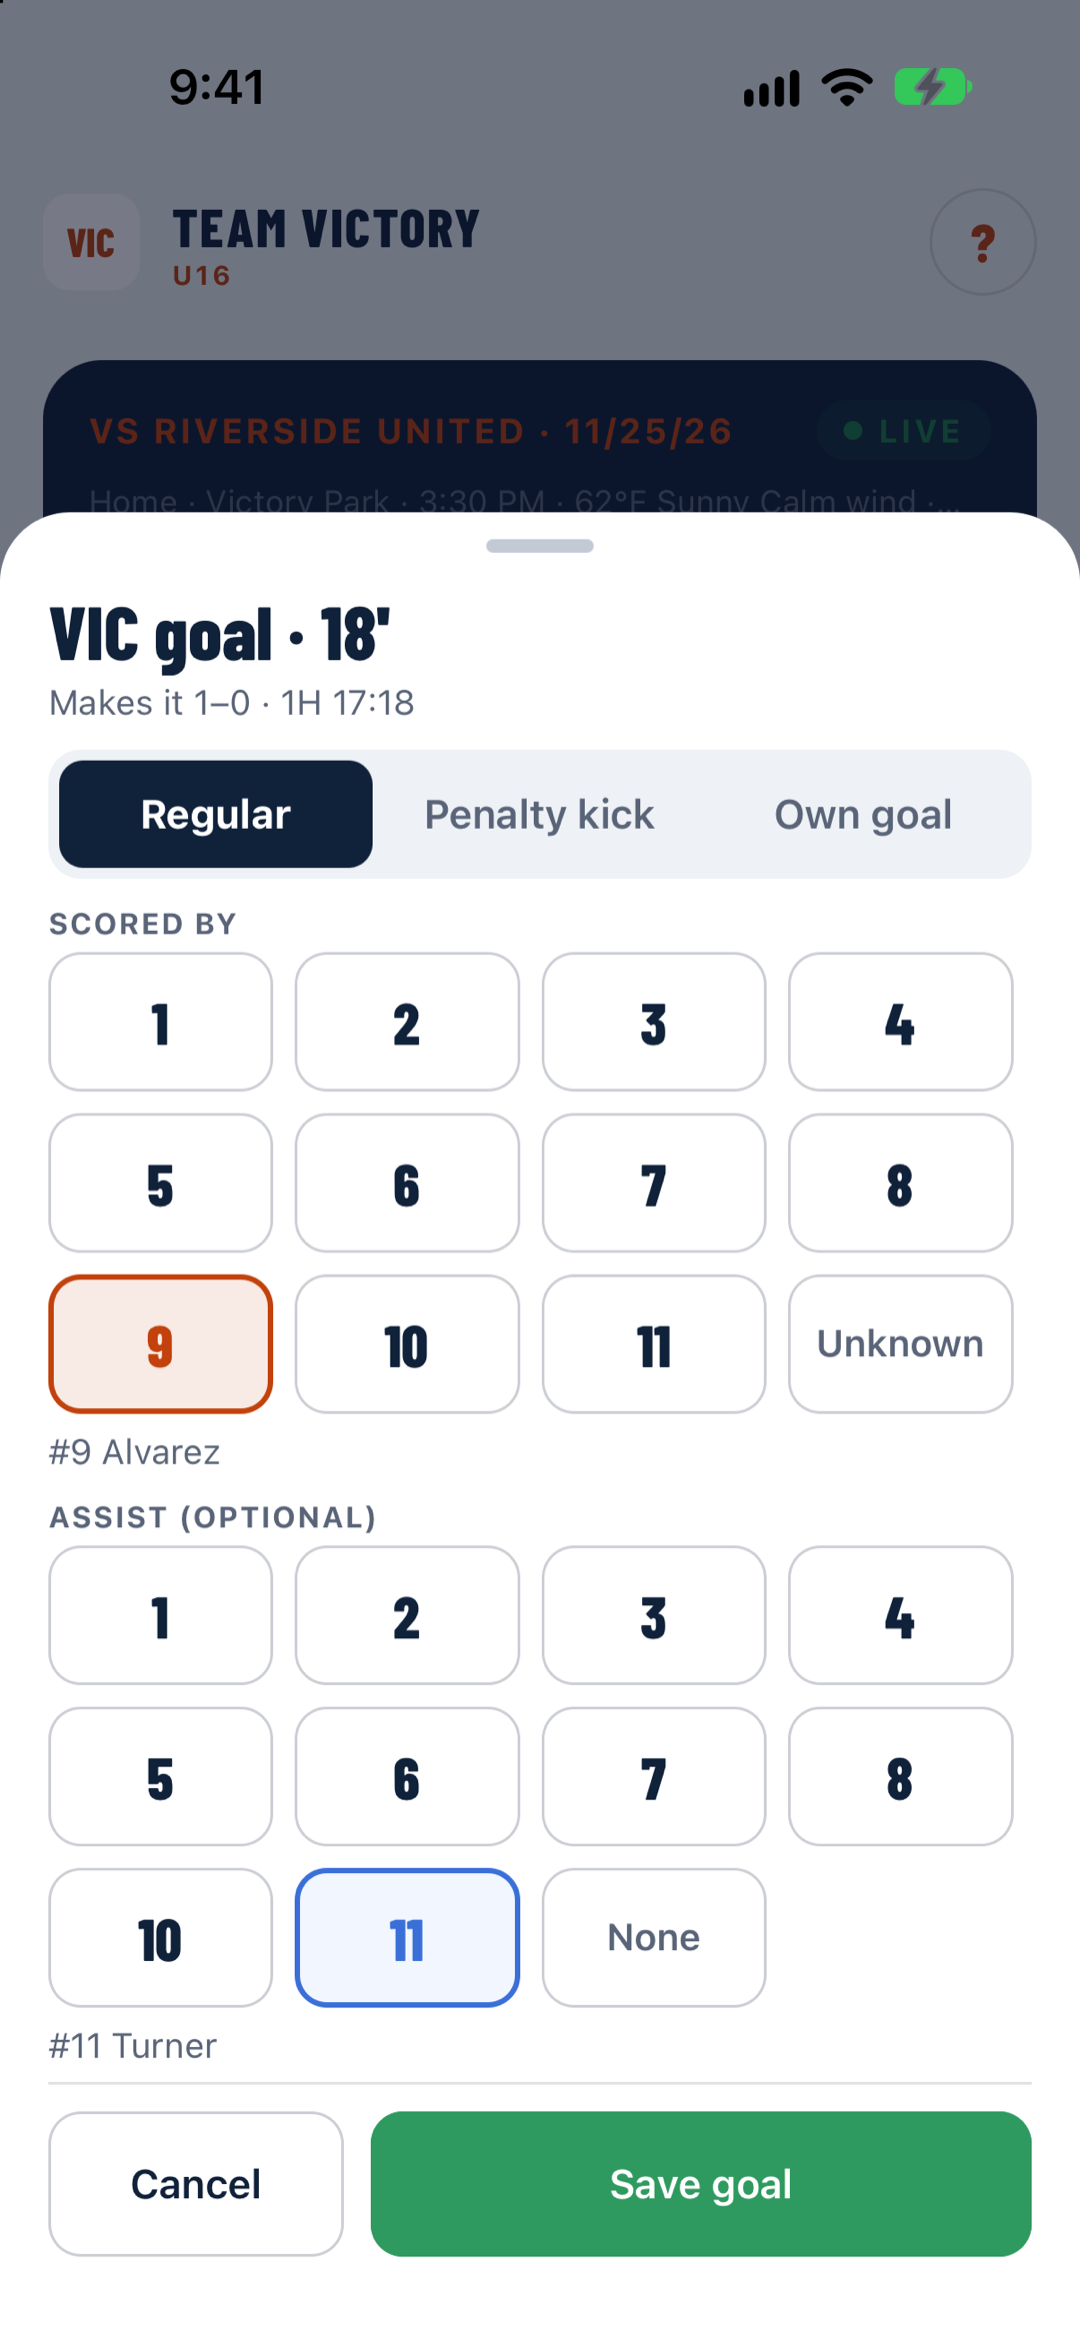 9:41
VIC
TEAM VICTORY
U16
?
VS RIVERSIDE UNITED · 11/25/26
LIVE
Home · Victory Park · 3:30 PM · 62°F Sunny Calm wind ·...
VIC goal · 18'
Makes it 1–0 · 1H 17:18
Regular
Penalty kick
Own goal
SCORED BY
1
2
3
4
5
6
7
8
9
10
11
Unknown
#9 Alvarez
ASSIST (OPTIONAL)
1
2
3
4
5
6
7
8
10
11
None
#11 Turner
Cancel
Save goal